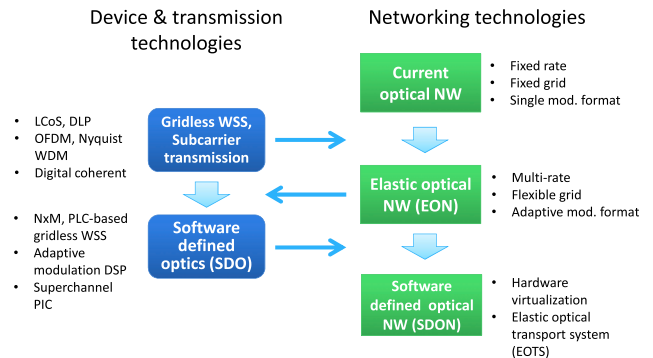 Device & transmission
technologies
Networking technologies
Current
optical NW
• Fixed rate
• Fixed grid
• Single mod. format
• LCoS, DLP
• OFDM, Nyquist
WDM
• Digital coherent
Gridless WSS,
Subcarrier
transmission
Elastic optical
NW (EON)
• Multi-rate
• Flexible grid
• Adaptive mod. format
• NxM, PLC-based
gridless WSS
• Adaptive
modulation DSP
• Superchannel
PIC
Software
defined
optics (SDO)
Software
defined optical
NW (SDON)
• Hardware
virtualization
• Elastic optical
transport system
(EOTS)